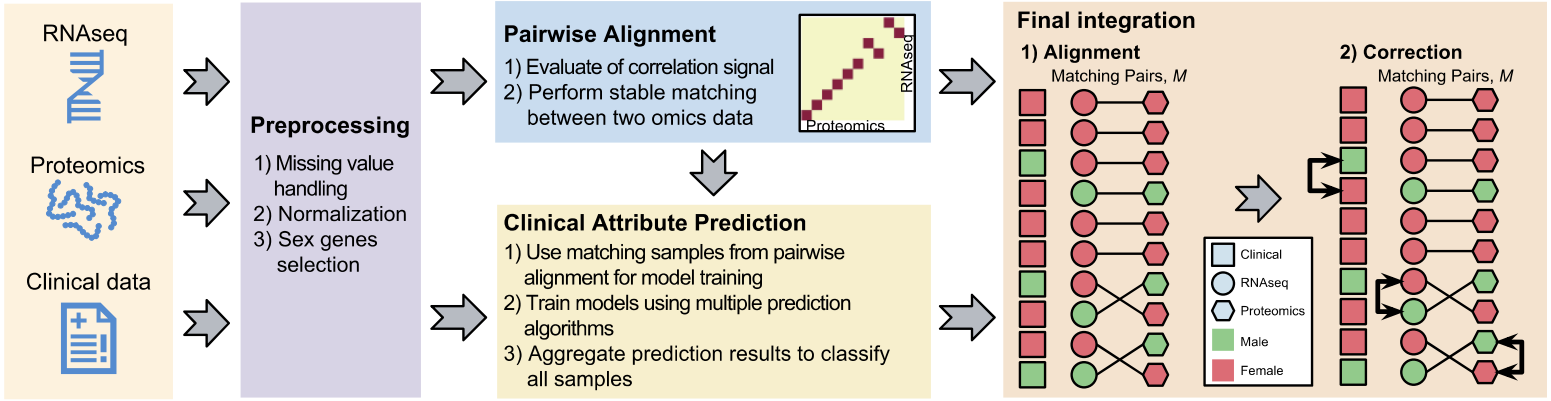 RNAseq
Proteomics
Clinical data
Preprocessing
1) Missing value
handling
2) Normalization
3) Sex genes
selection
Pairwise Alignment
1) Evaluate of correlation signal
2) Perform stable matching
between two omics data
RNAseq
Proteomics
Clinical Attribute Prediction
1) Use matching samples from pairwise
alignment for model training
2) Train models using multiple prediction
algorithms
3) Aggregate prediction results to classify
all samples
Final integration
1) Alignment
Matching Pairs, M
2) Correction
Matching Pairs, M
Clinical
RNAseq
Proteomics
Male
Female